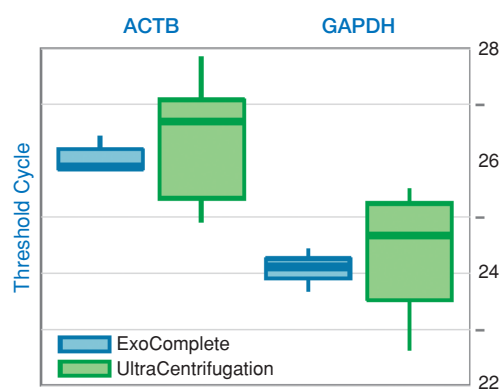 ACTB GAPDH
28
26
24
22
Threshold Cycle
ExoComplete
UltraCentrifugation